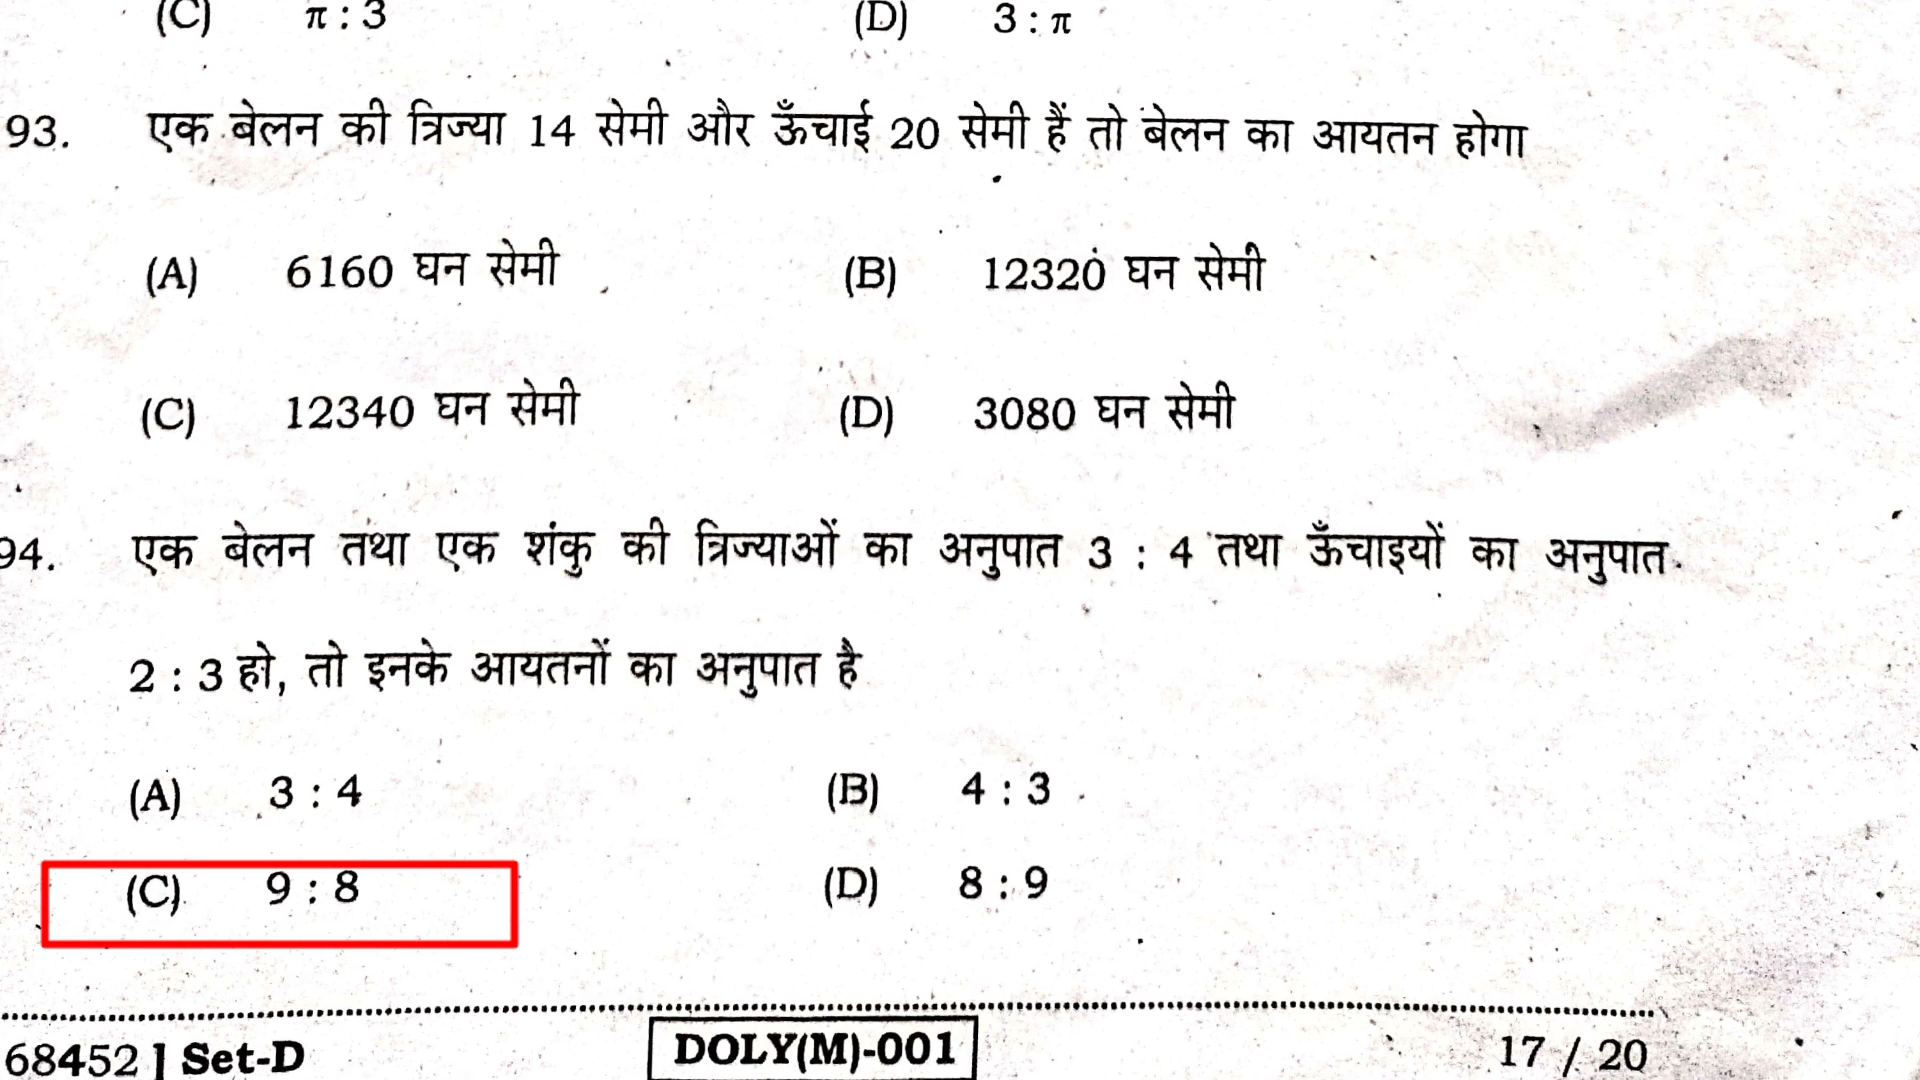 (C) π : 3 (D) 3 : π
93. एक बेलन की त्रिज्या 14 सेमी और ऊँचाई 20 सेमी हैं तो बेलन का आयतन होगा
(A) 6160 घन सेमी (B) 12320 घन सेमी
(C) 12340 घन सेमी (D) 3080 घन सेमी
94. एक बेलन तथा एक शंकु की त्रिज्याओं का अनुपात 3 : 4 तथा ऊँचाइयों का अनुपात
2 : 3 हो, तो इनके आयतनों का अनुपात है
(A) 3 : 4 (B) 4 : 3
(C) 9 : 8 (D) 8 : 9
68452 ] Set-D DOLY(M)-001 17 / 20